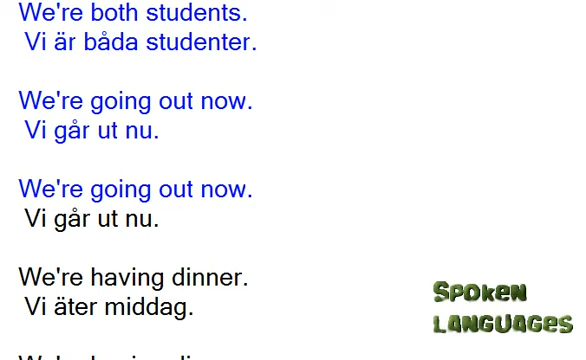 We're both students.
Vi är båda studenter.
We're going out now.
Vi går ut nu.
We're going out now.
Vi går ut nu.
We're having dinner.
Vi äter middag.
Spoken
Languages